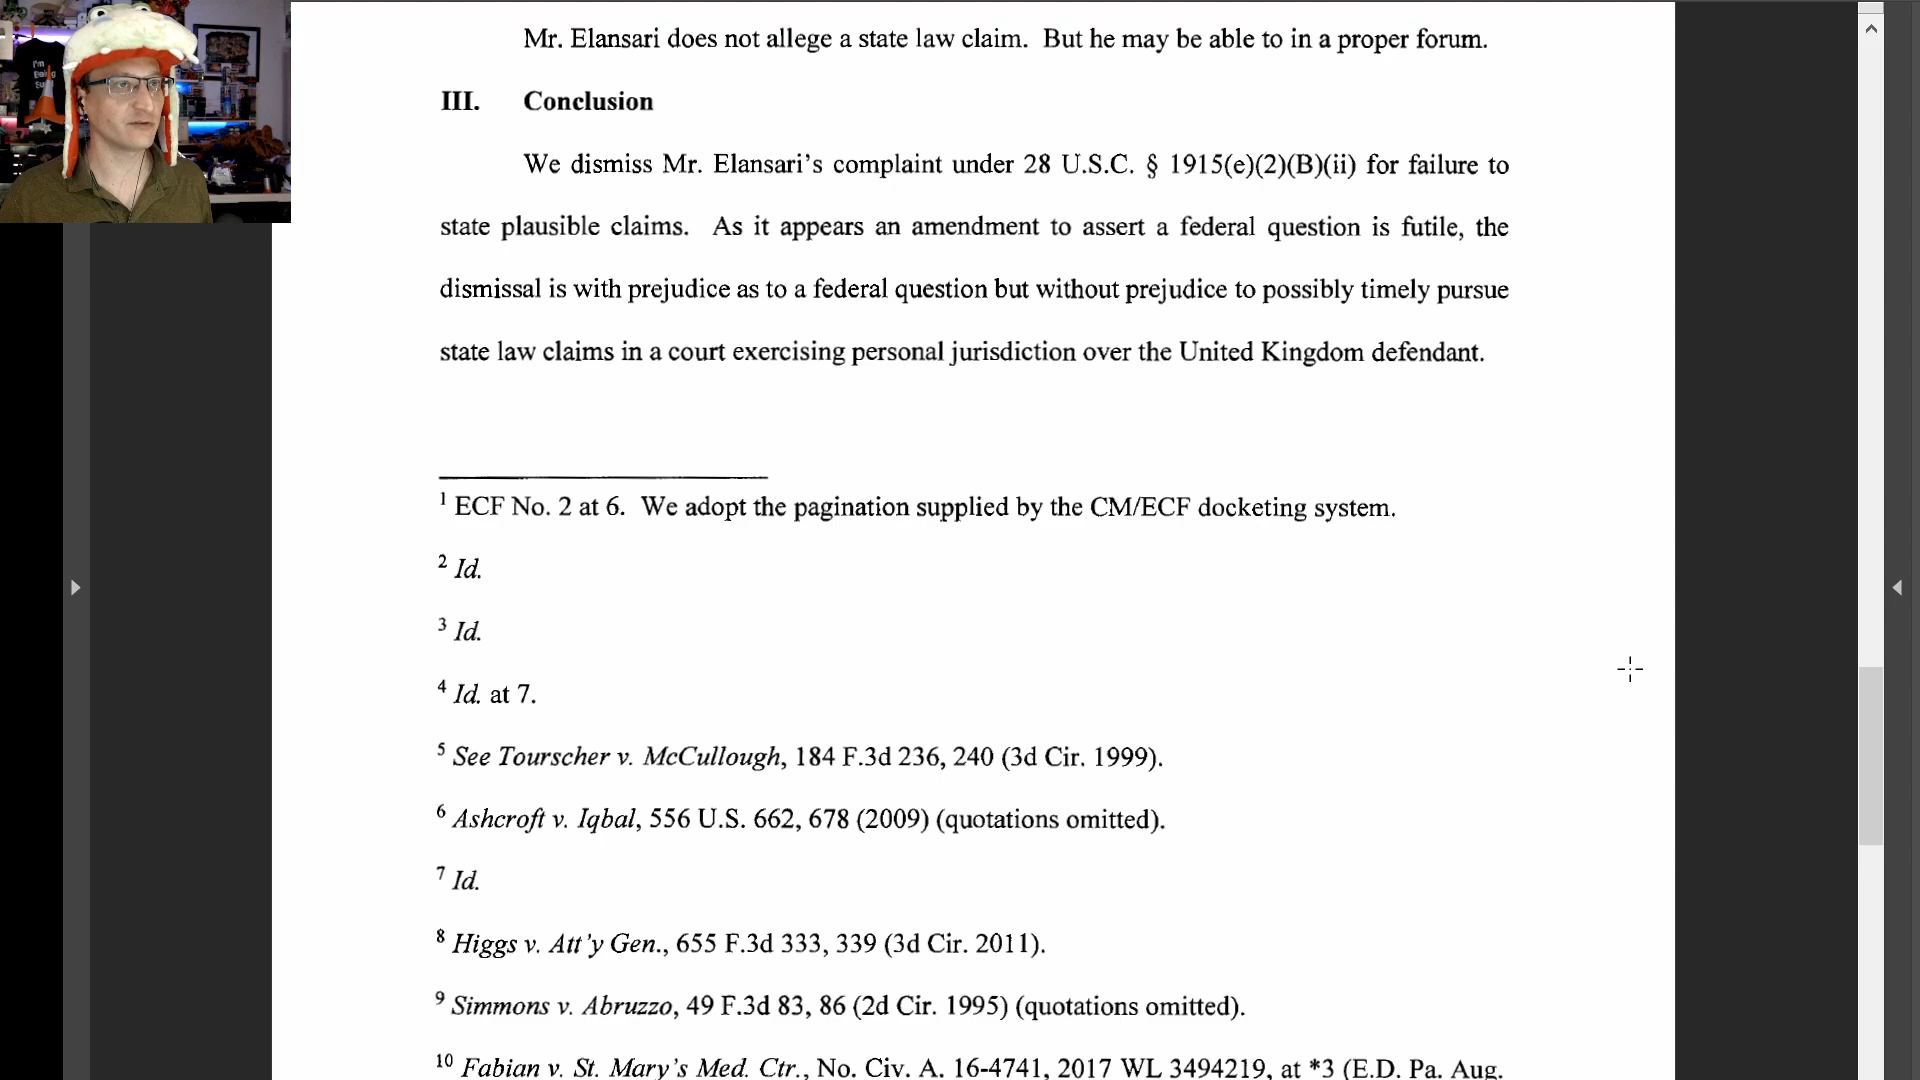 Mr. Elansari does not allege a state law claim. But he may be able to in a proper forum.
III. Conclusion
We dismiss Mr. Elansari's complaint under 28 U.S.C. § 1915(e)(2)(B)(ii) for failure to
state plausible claims. As it appears an amendment to assert a federal question is futile, the
dismissal is with prejudice as to a federal question but without prejudice to possibly timely pursue
state law claims in a court exercising personal jurisdiction over the United Kingdom defendant.
1 ECF No. 2 at 6. We adopt the pagination supplied by the CM/ECF docketing system.
2 Id.
3 Id.
4 Id. at 7.
5 See Tourscher v. McCullough, 184 F.3d 236, 240 (3d Cir. 1999).
6 Ashcroft v. Iqbal, 556 U.S. 662, 678 (2009) (quotations omitted).
7 Id.
8 Higgs v. Att'y Gen., 655 F.3d 333, 339 (3d Cir. 2011).
9 Simmons v. Abruzzo, 49 F.3d 83, 86 (2d Cir. 1995) (quotations omitted).
10 Fabian v. St. Mary's Med. Ctr., No. Civ. A. 16-4741, 2017 WL 3494219, at *3 (E.D. Pa. Aug.